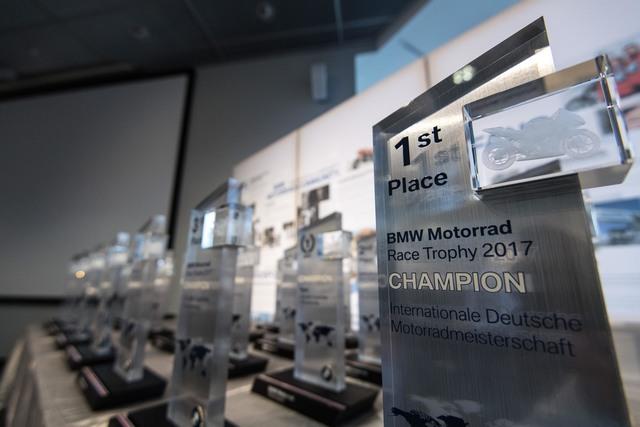 1st
Place
BMW Motorrad
Race Trophy 2017
CHAMPION
Internationale Deutsche
Motorradmeisterschaft